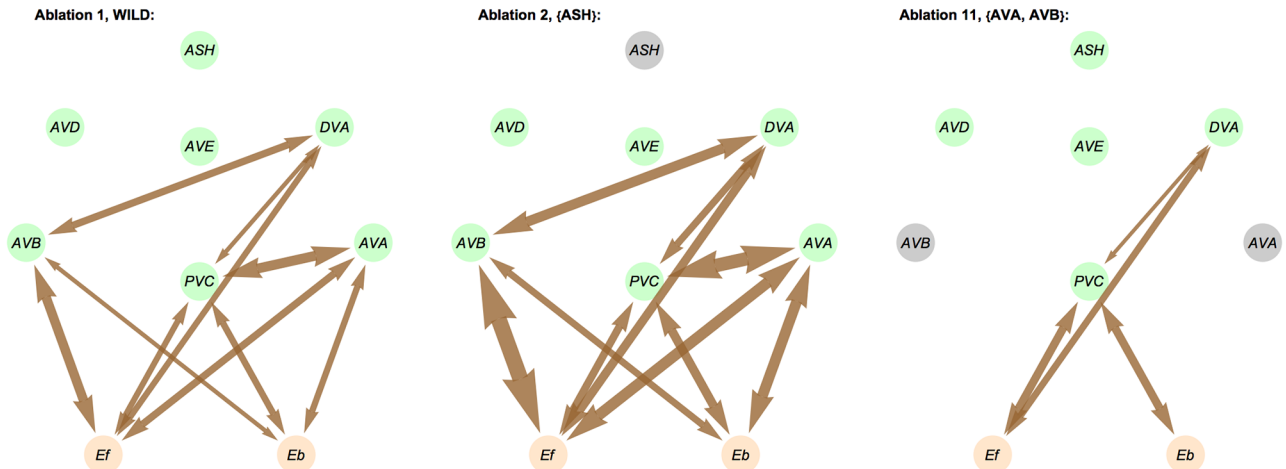 Ablation 1, WILD:
ASH
AVD
DVA
AVE
AVB
AVA
PVC
Ef
Eb
Ablation 2, {ASH}:
ASH
AVD
DVA
AVE
AVB
AVA
PVC
Ef
Eb
Ablation 11, {AVA, AVB}:
ASH
AVD
DVA
AVE
AVB
AVA
PVC
Ef
Eb